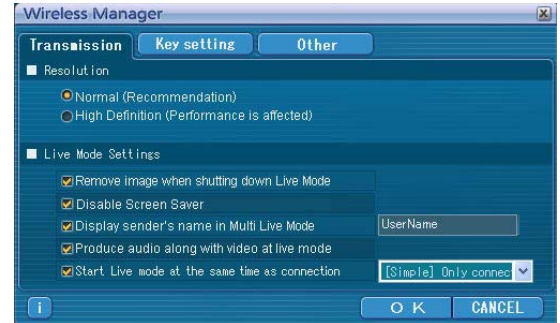 Wireless Manager
Transmission Key setting Other
Resolution
Normal (Recommendation)
High Definition (Performance is affected)
Live Mode Settings
Remove image when shutting down Live Mode
Disable Screen Saver
Display sender's name in Multi Live Mode UserName
Produce audio along with video at live mode
Start Live mode at the same time as connection [Simple] Only connec
i OK CANCEL